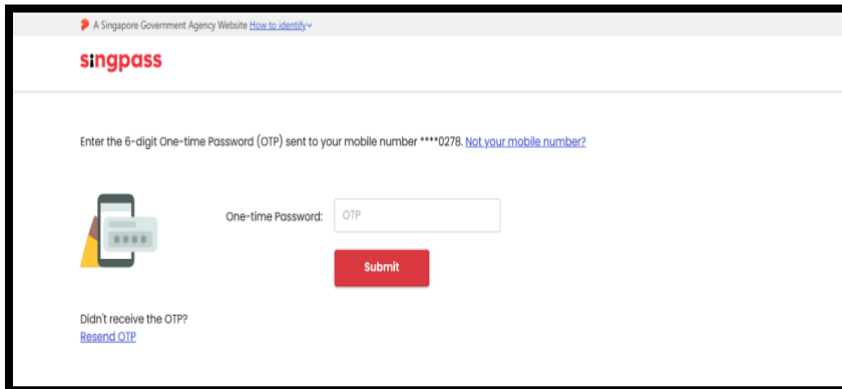 A Singapore Government Agency Website How to identify
singpass
Enter the 6-digit One-time Password (OTP) sent to your mobile number ****0278. Not your mobile number?
One-time Password: OTP
****
Submit
Didn't receive the OTP?
Resend OTP